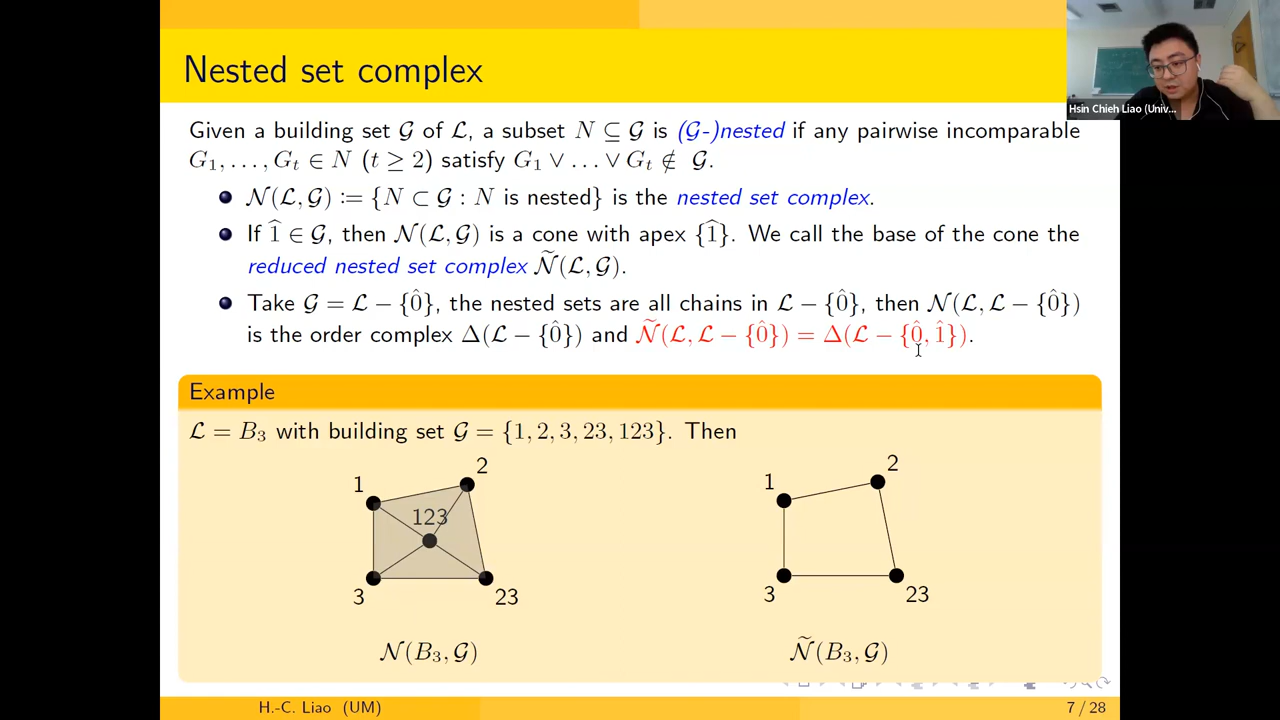 Nested set complex
Hsin Chieh Liao (Univ...
Given a building set 𝒢 of ℒ, a subset N ⊆ 𝒢 is (𝒢-)nested if any pairwise incomparable
G₁, . . . , Gₜ ∈ N (t ≥ 2) satisfy G₁ ∨ . . . ∨ Gₜ ∉ 𝒢.
𝒩(ℒ, 𝒢) := {N ⊂ 𝒢 : N is nested} is the nested set complex.
If 1̂ ∈ 𝒢, then 𝒩(ℒ, 𝒢) is a cone with apex {1̂}. We call the base of the cone the
reduced nested set complex 𝒩̃(ℒ, 𝒢).
Take 𝒢 = ℒ − {0̂}, the nested sets are all chains in ℒ − {0̂}, then 𝒩(ℒ, ℒ − {0̂})
is the order complex Δ(ℒ − {0̂}) and 𝒩̃(ℒ, ℒ − {0̂}) = Δ(ℒ − {0̂, 1̂}).
Example
ℒ = B₃ with building set 𝒢 = {1, 2, 3, 23, 123}. Then
1 2
123
3 23
𝒩(B₃, 𝒢)
1 2
3 23
𝒩̃(B₃, 𝒢)
H.-C. Liao (UM) 7 / 28